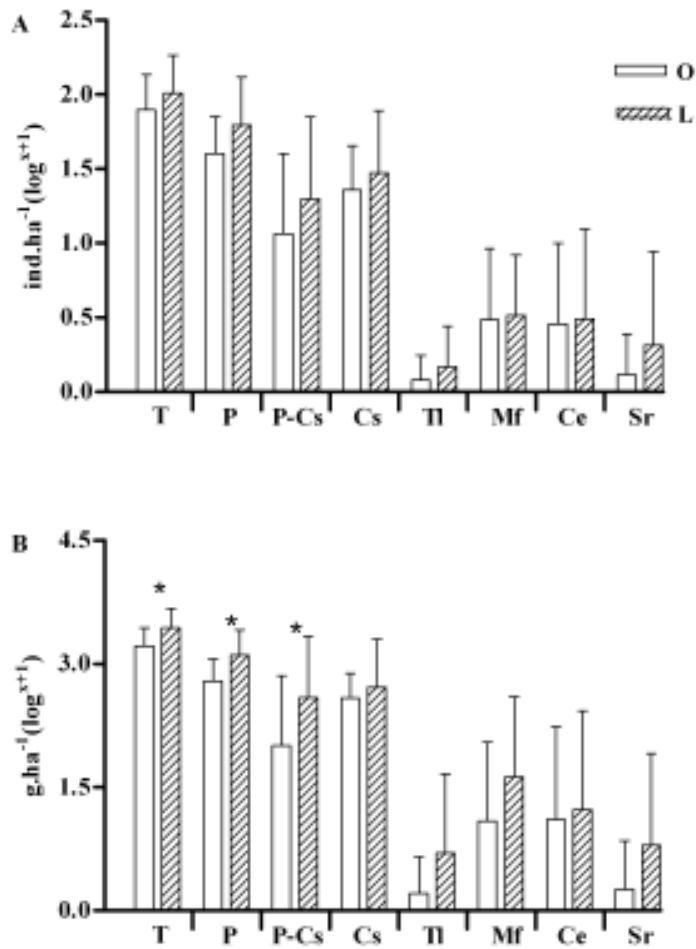 A
2.5
2.0
1.5
1.0
0.5
0.0
ind.ha⁻¹(logˣ⁺¹)
O
L
T P P-Cs Cs Tl Mf Ce Sr
B
4.5
3.0
1.5
0.0
g.ha⁻¹(logˣ⁺¹)
* * *
T P P-Cs Cs Tl Mf Ce Sr